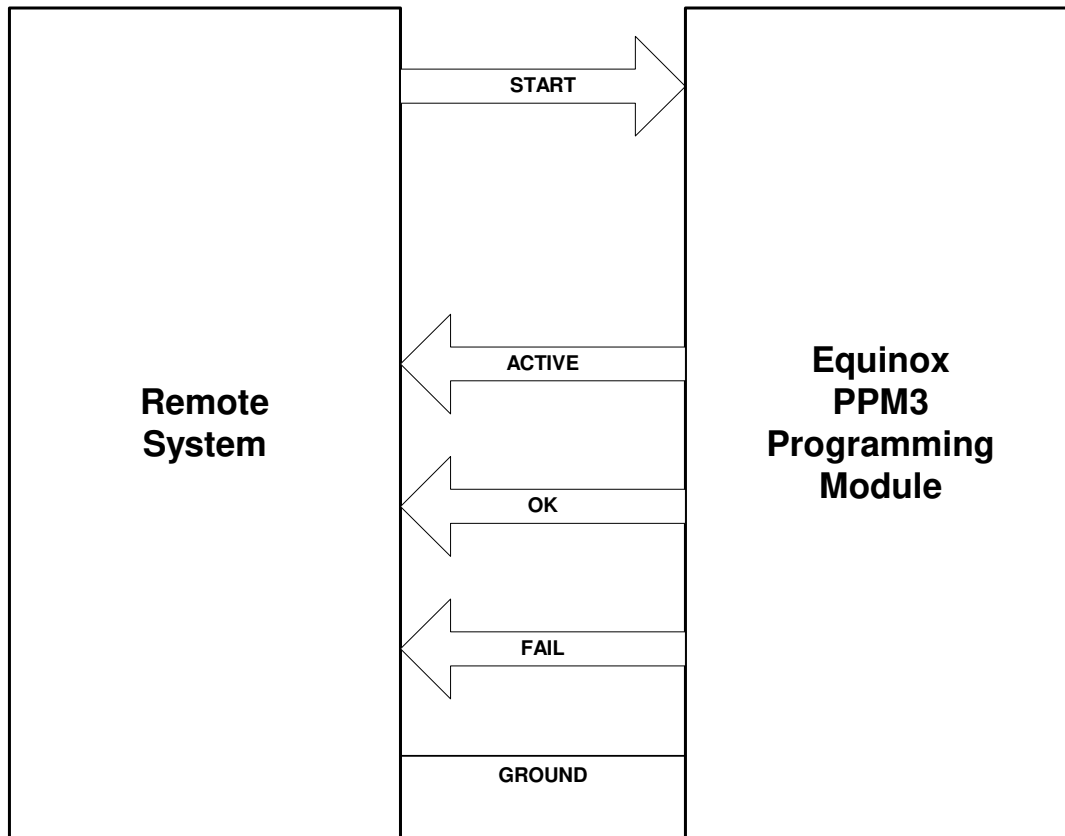 START
ACTIVE
Remote
System
Equinox
PPM3
Programming
Module
OK
FAIL
GROUND